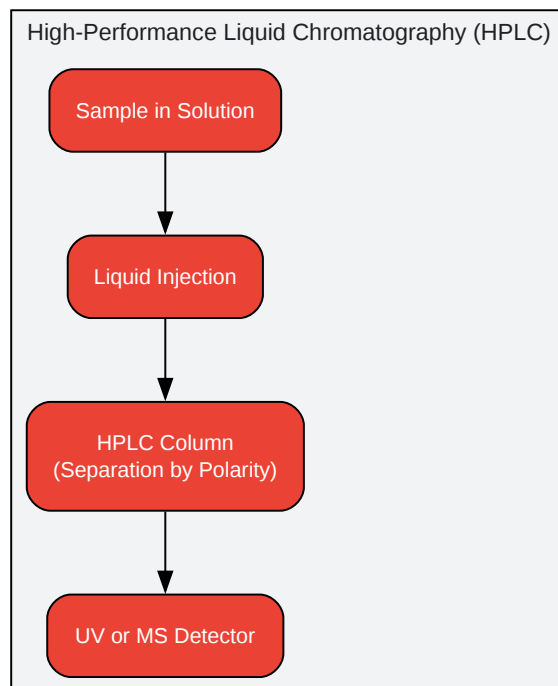 High-Performance Liquid Chromatography (HPLC)
Sample in Solution
Liquid Injection
HPLC Column
(Separation by Polarity)
UV or MS Detector